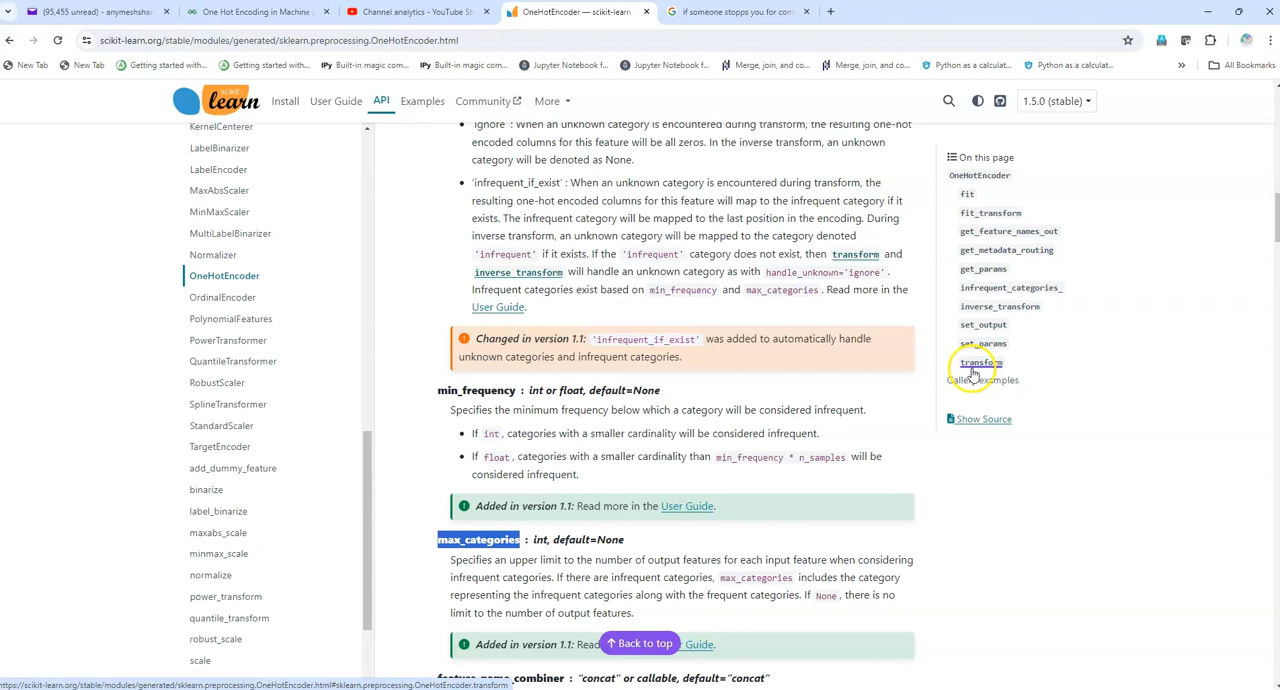 (95,455 unread) - anymeshshar
One Hot Encoding in Machine
Channel analytics - YouTube St
OneHotEncoder — scikit-learn
if someone stopps you for com
scikit-learn.org/stable/modules/generated/sklearn.preprocessing.OneHotEncoder.html
New Tab
New Tab
Getting started with...
Getting started with...
IPy Built-in magic com...
IPy Built-in magic com...
Jupyter Notebook f...
Jupyter Notebook f...
Merge, join, and co...
Merge, join, and co...
Python as a calculat...
Python as a calculat...
»
All Bookmarks
scikit learn
Install
User Guide
API
Examples
Community
More
1.5.0 (stable)
KernelCenterer
LabelBinarizer
LabelEncoder
MaxAbsScaler
MinMaxScaler
MultiLabelBinarizer
Normalizer
OneHotEncoder
OrdinalEncoder
PolynomialFeatures
PowerTransformer
QuantileTransformer
RobustScaler
SplineTransformer
StandardScaler
TargetEncoder
add_dummy_feature
binarize
label_binarize
maxabs_scale
minmax_scale
normalize
power_transform
quantile_transform
robust_scale
scale
• 'ignore' : When an unknown category is encountered during transform, the resulting one-hot
encoded columns for this feature will be all zeros. In the inverse transform, an unknown
category will be denoted as None.
• 'infrequent_if_exist' : When an unknown category is encountered during transform, the
resulting one-hot encoded columns for this feature will map to the infrequent category if it
exists. The infrequent category will be mapped to the last position in the encoding. During
inverse transform, an unknown category will be mapped to the category denoted
'infrequent' if it exists. If the 'infrequent' category does not exist, then transform and
inverse_transform will handle an unknown category as with handle_unknown='ignore'.
Infrequent categories exist based on min_frequency and max_categories. Read more in the
User Guide.
Changed in version 1.1: 'infrequent_if_exist' was added to automatically handle
unknown categories and infrequent categories.
min_frequency : int or float, default=None
Specifies the minimum frequency below which a category will be considered infrequent.
• If int, categories with a smaller cardinality will be considered infrequent.
• If float, categories with a smaller cardinality than min_frequency * n_samples will be
considered infrequent.
Added in version 1.1: Read more in the User Guide.
max_categories : int, default=None
Specifies an upper limit to the number of output features for each input feature when considering
infrequent categories. If there are infrequent categories, max_categories includes the category
representing the infrequent categories along with the frequent categories. If None, there is no
limit to the number of output features.
Added in version 1.1: Read Guide.
Back to top
feature_name_combiner : "concat" or callable, default="concat"
On this page
OneHotEncoder
fit
fit_transform
get_feature_names_out
get_metadata_routing
get_params
infrequent_categories_
inverse_transform
set_output
set_params
transform
Gallery examples
Show Source
https://scikit-learn.org/stable/modules/generated/sklearn.preprocessing.OneHotEncoder.html#sklearn.preprocessing.OneHotEncoder.transform